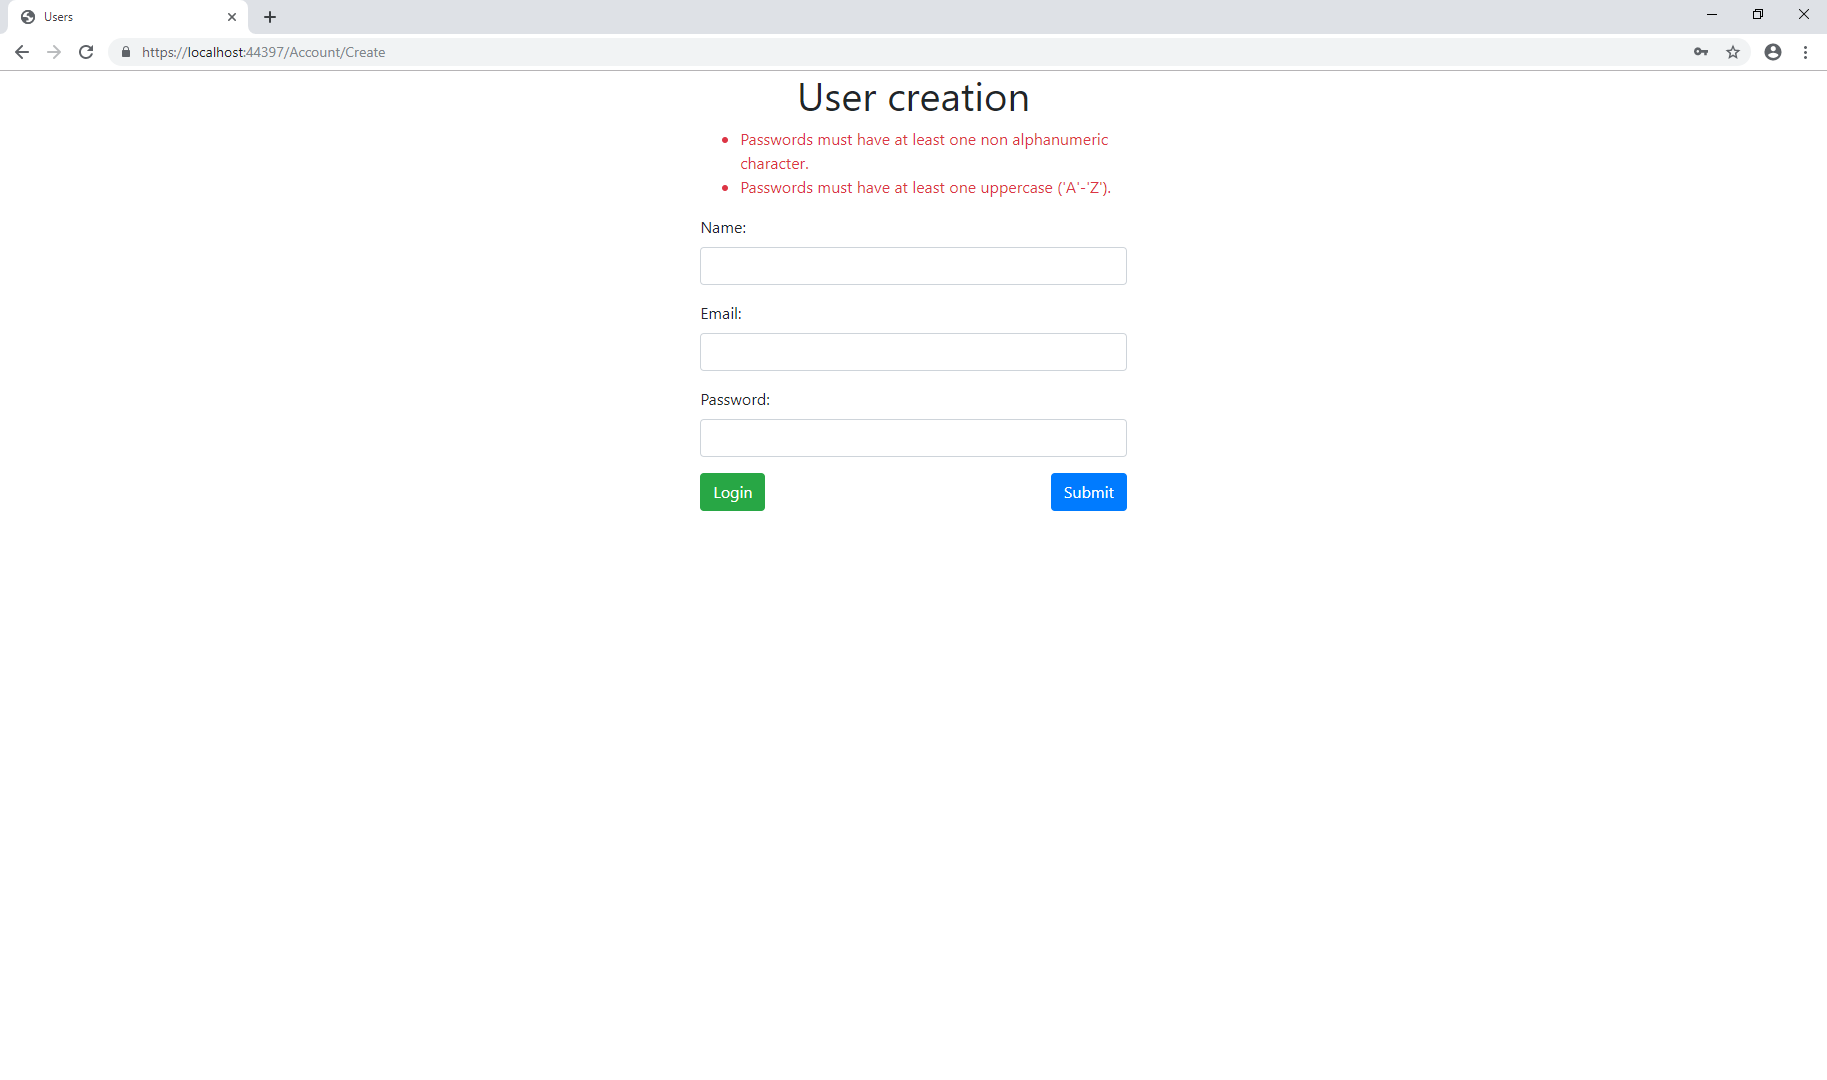 Users
https://localhost:44397/Account/Create
User creation
Passwords must have at least one non alphanumeric
character.
Passwords must have at least one uppercase ('A'-'Z').
Name:
Email:
Password:
Login
Submit